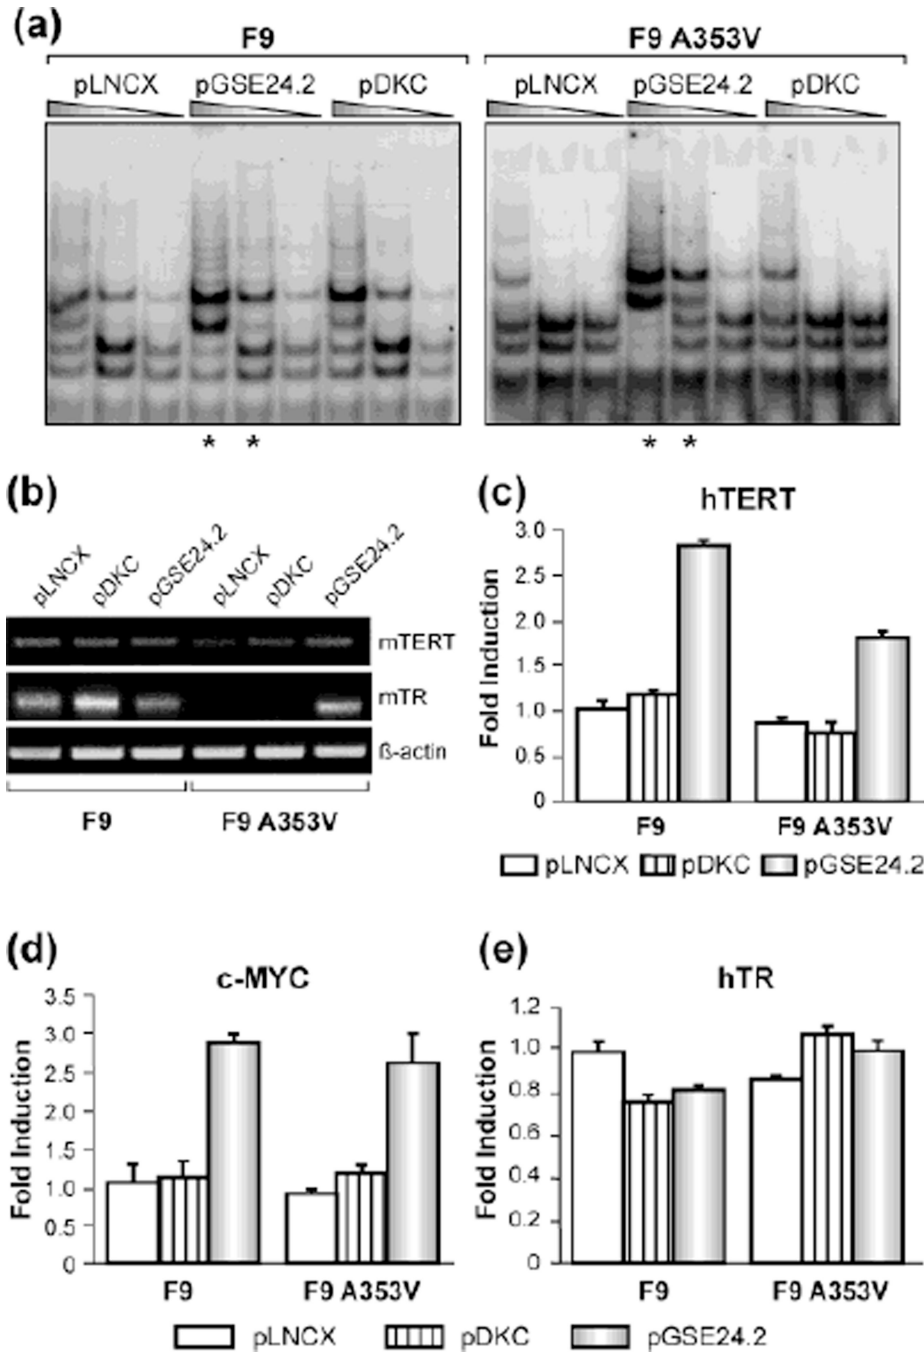 (a)
F9
F9 A353V
pLNCX pGSE24.2 pDKC
pLNCX pGSE24.2 pDKC
* *
* *
(b)
pLNCX pDKC pGSE24.2 pLNCX pDKC pGSE24.2
mTERT
mTR
ß-actin
F9 F9 A353V
(c)
hTERT
Fold Induction
3.0
2.5
2.0
1.5
1.0
0.5
0
F9 F9 A353V
pLNCX pDKC pGSE24.2
(d)
c-MYC
Fold Induction
3.5
3.0
2.5
2.0
1.5
1.0
0.5
0
F9 F9 A353V
(e)
hTR
Fold Induction
1.2
1.0
0.8
0.6
0.4
0.2
0
F9 F9 A353V
pLNCX pDKC pGSE24.2